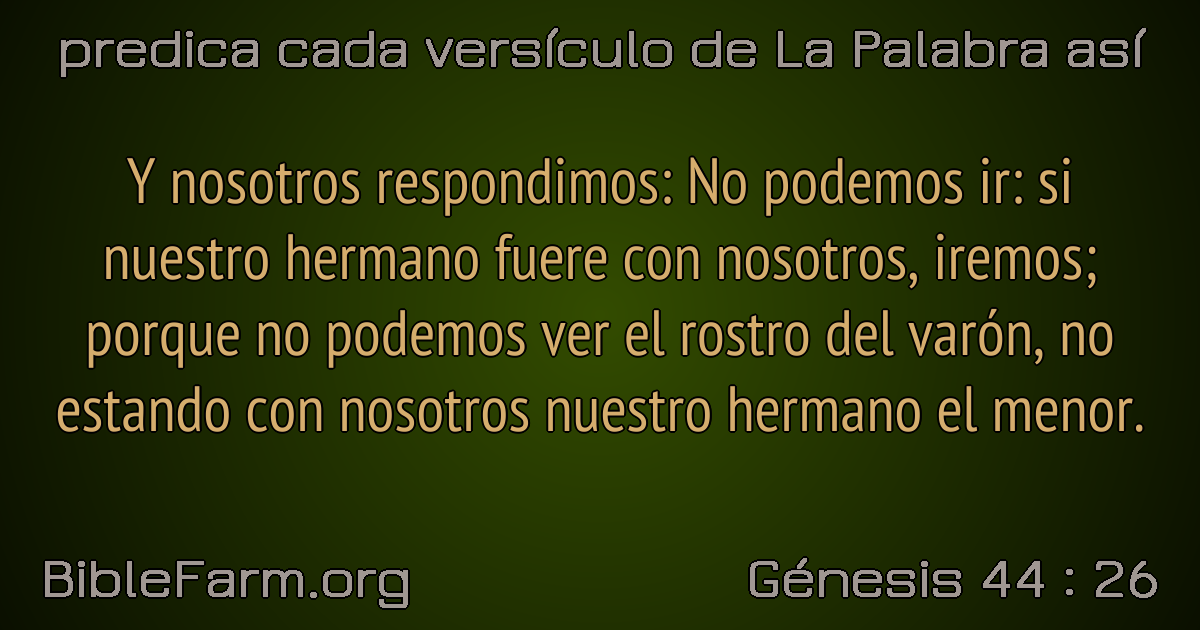 predica cada versículo de La Palabra así
Y nosotros respondimos: No podemos ir: si
nuestro hermano fuere con nosotros, iremos;
porque no podemos ver el rostro del varón, no
estando con nosotros nuestro hermano el menor.
BibleFarm.org
Génesis 44 : 26